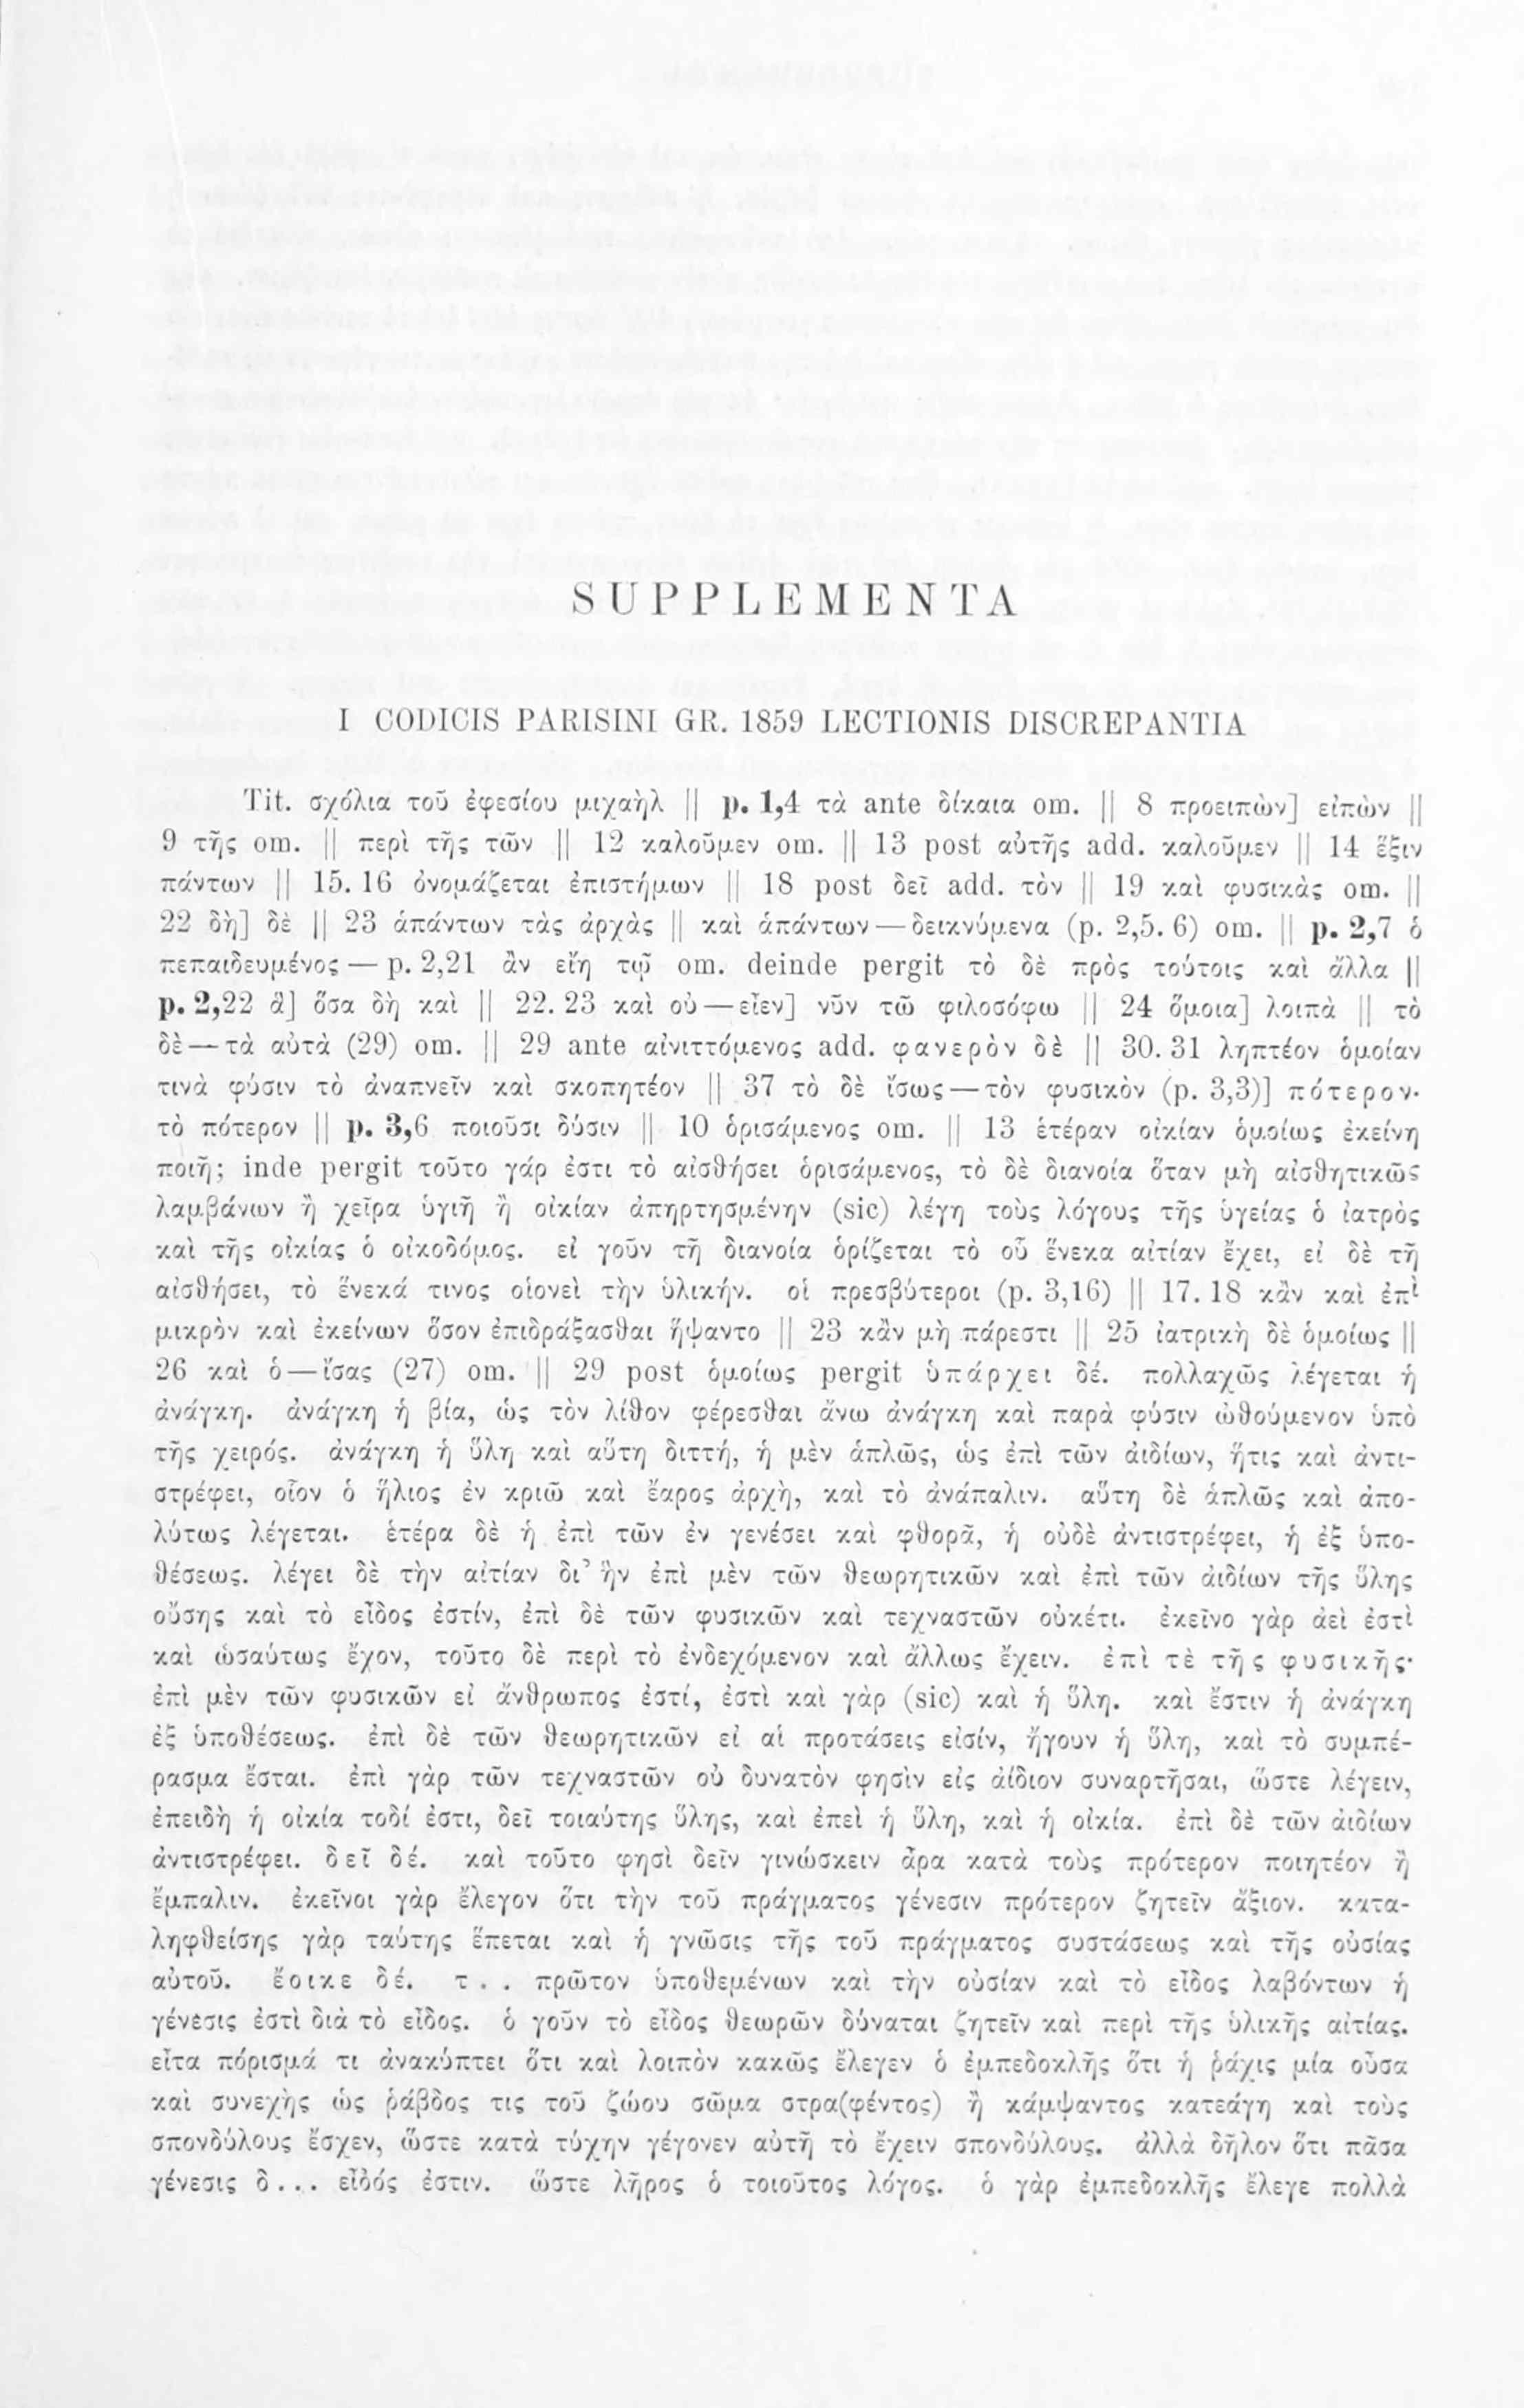 SUPPLEMENTA
I CODICIS PARISINI GR. 1859 LECTIONIS DISCREPANTIA
Tit. σχόλια τοῦ ἐφεσίου μιχαὴλ || p. 1,4 τὰ ante δίκαια om. || 8 προειπὼν] εἰπὼν ||
9 τῆς om. || περὶ τῆς τῶν || 12 καλοῦμεν om. || 13 post αὐτῆς add. καλοῦμεν || 14 ἕξιν
πάντων || 15. 16 ὀνομάζεται ἐπιστήμων || 18 post δεῖ add. τὸν || 19 καὶ φυσικὰς om. ||
22 δὴ] δὲ || 23 ἁπάντων τὰς ἀρχὰς || καὶ ἁπάντων — δεικνύμενα (p. 2,5. 6) om. || p. 2,7 ὁ
πεπαιδευμένος — p. 2,21 ἂν εἴη τῷ om. deinde pergit τὸ δὲ πρὸς τούτοις καὶ ἄλλα ||
p. 2,22 ἃ] ὅσα δὴ καὶ || 22. 23 καὶ οὐ — εἶεν] νῦν τῶ φιλοσόφω || 24 ὅμοια] λοιπὰ || τὸ
δὲ — τὰ αὐτὰ (29) om. || 29 ante αἰνιττόμενος add. φανερὸν δὲ || 30. 31 ληπτέον ὁμοίαν
τινὰ φύσιν τὸ ἀναπνεῖν καὶ σκοπητέον || 37 τὸ δὲ ἴσως — τὸν φυσικὸν (p. 3,3)] πότερον·
τὸ πότερον || p. 3,6 ποιοῦσι δύσιν || 10 ὁρισάμενος om. || 13 ἑτέραν οἰκίαν ὁμοίως ἐκείνη
ποιῆ; inde pergit τοῦτο γάρ ἐστι τὸ αἰσθήσει ὁρισάμενος, τὸ δὲ διανοία ὅταν μὴ αἰσθητικῶς
λαμβάνων ἢ χεῖρα ὑγιῆ ἢ οἰκίαν ἀπηρτησμένην (sic) λέγη τοὺς λόγους τῆς ὑγείας ὁ ἰατρὸς
καὶ τῆς οἰκίας ὁ οἰκοδόμος. εἰ γοῦν τῆ διανοία ὁρίζεται τὸ οὗ ἕνεκα αἰτίαν ἔχει, εἰ δὲ τῆ
αἰσθήσει, τὸ ἕνεκά τινος οἱονεὶ τὴν ὑλικήν. οἱ πρεσβύτεροι (p. 3,16) || 17. 18 κἂν καὶ ἐπὶ
μικρὸν καὶ ἐκείνων ὅσον ἐπιδράξασθαι ἥψαντο || 23 κἂν μὴ πάρεστι || 25 ἰατρικὴ δὲ ὁμοίως ||
26 καὶ ὁ — ἴσας (27) om. || 29 post ὁμοίως pergit ὑπάρχει δέ. πολλαχῶς λέγεται ἡ
ἀνάγκη. ἀνάγκη ἡ βία, ὡς τὸν λίθον φέρεσθαι ἄνω ἀνάγκη καὶ παρὰ φύσιν ὠθούμενον ὑπὸ
τῆς χειρός. ἀνάγκη ἡ ὕλη καὶ αὕτη διττή, ἡ μὲν ἁπλῶς, ὡς ἐπὶ τῶν ἀιδίων, ἥτις καὶ ἀντι-
στρέφει, οἷον ὁ ἥλιος ἐν κριῶ καὶ ἔαρος ἀρχὴ, καὶ τὸ ἀνάπαλιν. αὕτη δὲ ἁπλῶς καὶ ἀπο-
λύτως λέγεται. ἑτέρα δὲ ἡ ἐπὶ τῶν ἐν γενέσει καὶ φθορᾶ, ἡ οὐδὲ ἀντιστρέφει, ἡ ἐξ ὑπο-
θέσεως. λέγει δὲ τὴν αἰτίαν δι᾽ ἣν ἐπὶ μὲν τῶν θεωρητικῶν καὶ ἐπὶ τῶν ἀιδίων τῆς ὕλης
οὔσης καὶ τὸ εἶδος ἐστίν, ἐπὶ δὲ τῶν φυσικῶν καὶ τεχναστῶν οὐκέτι. ἐκεῖνο γὰρ ἀεὶ ἐστὶ
καὶ ὡσαύτως ἔχον, τοῦτο δὲ περὶ τὸ ἐνδεχόμενον καὶ ἄλλως ἔχειν. ἐπὶ τὲ τῆς φυσικῆς·
ἐπὶ μὲν τῶν φυσικῶν εἰ ἄνθρωπος ἐστί, ἐστὶ καὶ γὰρ (sic) καὶ ἡ ὕλη. καὶ ἔστιν ἡ ἀνάγκη
ἐξ ὑποθέσεως. ἐπὶ δὲ τῶν θεωρητικῶν εἰ αἱ προτάσεις εἰσίν, ἤγουν ἡ ὕλη, καὶ τὸ συμπέ-
ρασμα ἔσται. ἐπὶ γὰρ τῶν τεχναστῶν οὐ δυνατὸν φησὶν εἰς ἀίδιον συναρτῆσαι, ὥστε λέγειν,
ἐπειδὴ ἡ οἰκία τοδί ἐστι, δεῖ τοιαύτης ὕλης, καὶ ἐπεὶ ἡ ὕλη, καὶ ἡ οἰκία. ἐπὶ δὲ τῶν ἀιδίων
ἀντιστρέφει. δεῖ δέ. καὶ τοῦτο φησὶ δεῖν γινώσκειν ἆρα κατὰ τοὺς πρότερον ποιητέον ἢ
ἔμπαλιν. ἐκεῖνοι γὰρ ἔλεγον ὅτι τὴν τοῦ πράγματος γένεσιν πρότερον ζητεῖν ἄξιον. κατα-
ληφθείσης γὰρ ταύτης ἕπεται καὶ ἡ γνῶσις τῆς τοῦ πράγματος συστάσεως καὶ τῆς οὐσίας
αὐτοῦ. ἔοικε δέ. τ . . πρῶτον ὑποθεμένων καὶ τὴν οὐσίαν καὶ τὸ εἶδος λαβόντων ἡ
γένεσις ἐστὶ διὰ τὸ εἶδος. ὁ γοῦν τὸ εἶδος θεωρῶν δύναται ζητεῖν καὶ περὶ τῆς ὑλικῆς αἰτίας.
εἶτα πόρισμά τι ἀνακύπτει ὅτι καὶ λοιπὸν κακῶς ἔλεγεν ὁ ἐμπεδοκλῆς ὅτι ἡ ῥάχις μία οὖσα
καὶ συνεχὴς ὡς ῥάβδος τις τοῦ ζώου σῶμα στρα(φέντος) ἢ κάμψαντος κατεάγη καὶ τοὺς
σπονδύλους ἔσχεν, ὥστε κατὰ τύχην γέγονεν αὐτῆ τὸ ἔχειν σπονδύλους. ἀλλὰ δῆλον ὅτι πᾶσα
γένεσις δ . . . εἶδός ἐστιν. ὥστε λῆρος ὁ τοιοῦτος λόγος. ὁ γὰρ ἐμπεδοκλῆς ἔλεγε πολλὰ